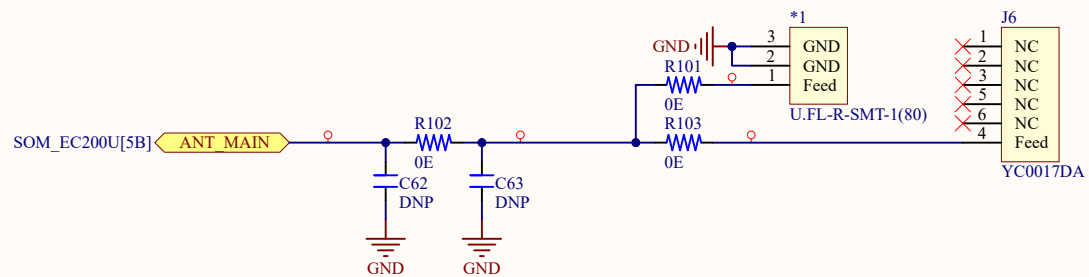 *1
J6
3 GND
GND
2 GND
1 Feed
U.FL-R-SMT-1(80)
1 NC
2 NC
3 NC
5 NC
6 NC
4 Feed
YC0017DA
R101
0E
SOM_EC200U[5B]
ANT_MAIN
R102
0E
R103
0E
C62
DNP
C63
DNP
GND
GND